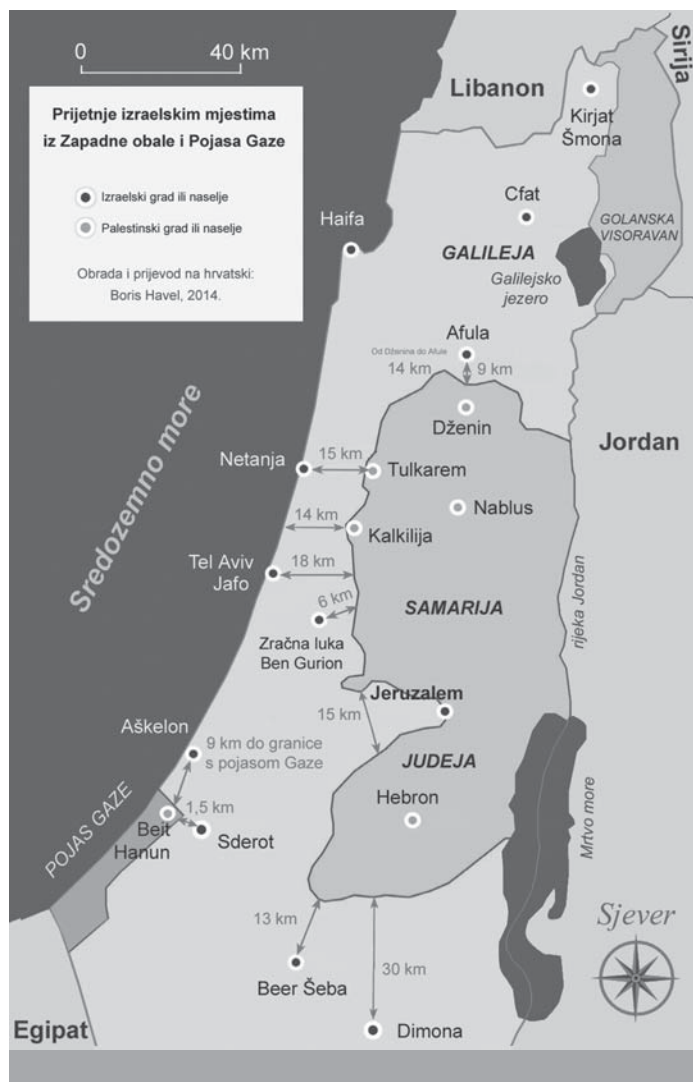 0 40 km
Prijetnje izraelskim mjestima
iz Zapadne obale i Pojasa Gaze
Izraelski grad ili naselje
Palestinski grad ili naselje
Obrada i prijevod na hrvatski:
Boris Havel, 2014.
Sirija
Libanon
Kirjat
Šmona
Cfat
Haifa
GALILEJA
GOLANSKA
VISORAVAN
Galilejsko
jezero
Afula
Od Dženina do Afule
14 km
9 km
Dženin
Sredozemno more
Jordan
Netanja
15 km
Tulkarem
Nablus
14 km
Kalkilija
Tel Aviv
Jafo
18 km
6 km
SAMARIJA
rijeka Jordan
Zračna luka
Ben Gurion
Jeruzalem
15 km
Aškelon
9 km do granice
s pojasom Gaze
JUDEJA
POJAS GAZE
1,5 km
Beit
Hanun
Sderot
Hebron
Mrtvo more
13 km
Sjever
30 km
Beer Šeba
Egipat
Dimona